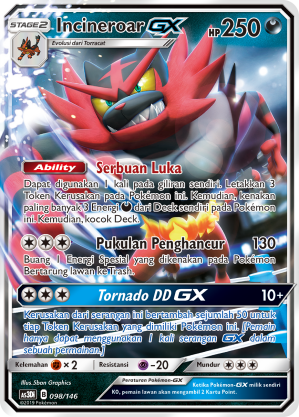 STAGE 2 Incineroar GX HP 250
Evolusi dari Torracat
Ability Serbuan Luka
Dapat digunakan 1 kali pada giliran sendiri. Letakkan 3
Token Kerusakan pada Pokémon ini. Kemudian, kenakan
paling banyak 3 Energi dari Deck sendiri pada Pokémon
ini. Kemudian, kocok Deck.
Pukulan Penghancur 130
Buang 1 Energi Spesial yang dikenakan pada Pokémon
Bertarung lawan ke Trash.
Tornado DD GX 10+
Kerusakan dari serangan ini bertambah sejumlah 50 untuk
tiap Token Kerusakan yang dimiliki Pokémon ini. (Pemain
hanya dapat menggunakan 1 kali serangan GX dalam
sebuah permainan.)
Kelemahan ×2 Resistansi -20 Mundur
Illus. 5ban Graphics
Peraturan Pokémon-GX
Ketika Pokémon-GX milik sendiri
KO, pemain lawan akan mengambil 2 Kartu Point.
AS3Di D 098/146
©2019 Pokémon